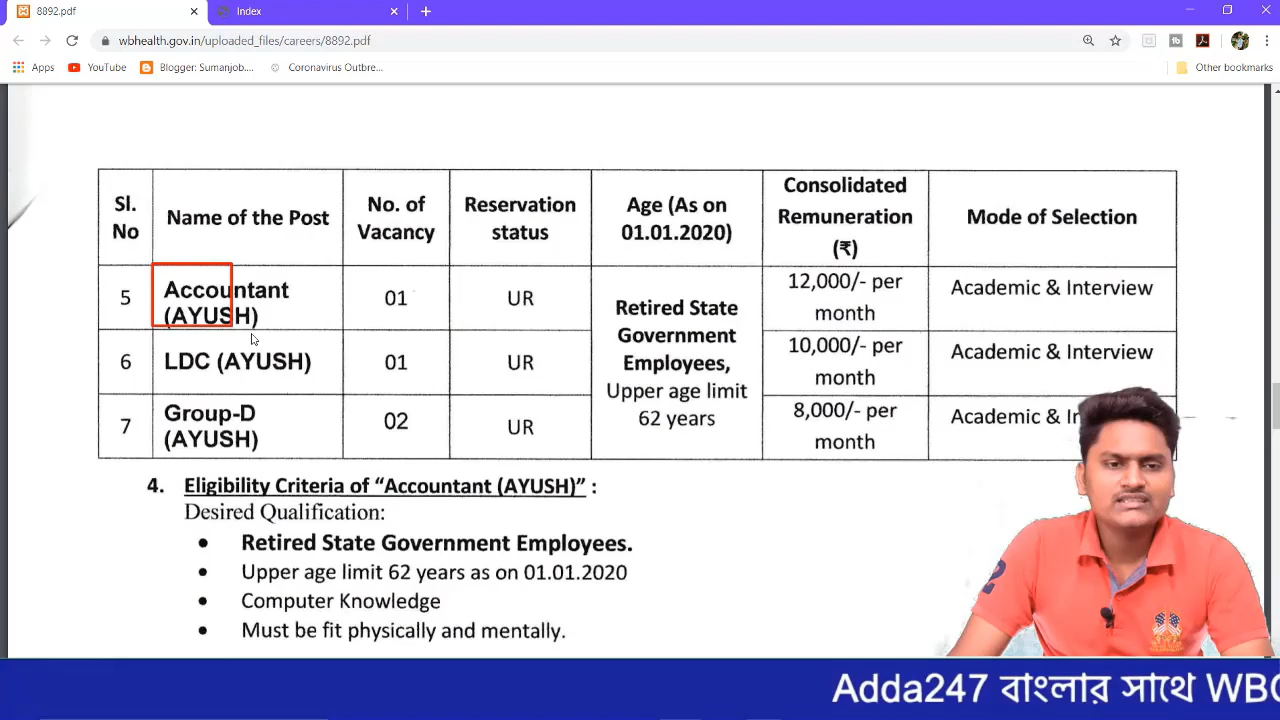 8892.pdf
Index
wbhealth.gov.in/uploaded_files/careers/8892.pdf
Apps YouTube Blogger: Sumanjob.... Coronavirus Outbre... Other bookmarks
Sl. No Name of the Post No. of Vacancy Reservation status Age (As on 01.01.2020) Consolidated Remuneration (₹) Mode of Selection
5 Accountant (AYUSH) 01 UR Retired State Government Employees, Upper age limit 62 years 12,000/- per month Academic & Interview
6 LDC (AYUSH) 01 UR 10,000/- per month Academic & Interview
7 Group-D (AYUSH) 02 UR 8,000/- per month Academic &
4. Eligibility Criteria of “Accountant (AYUSH)” :
Desired Qualification:
• Retired State Government Employees.
• Upper age limit 62 years as on 01.01.2020
• Computer Knowledge
• Must be fit physically and mentally.
2
Adda247 বাংলার সাথে